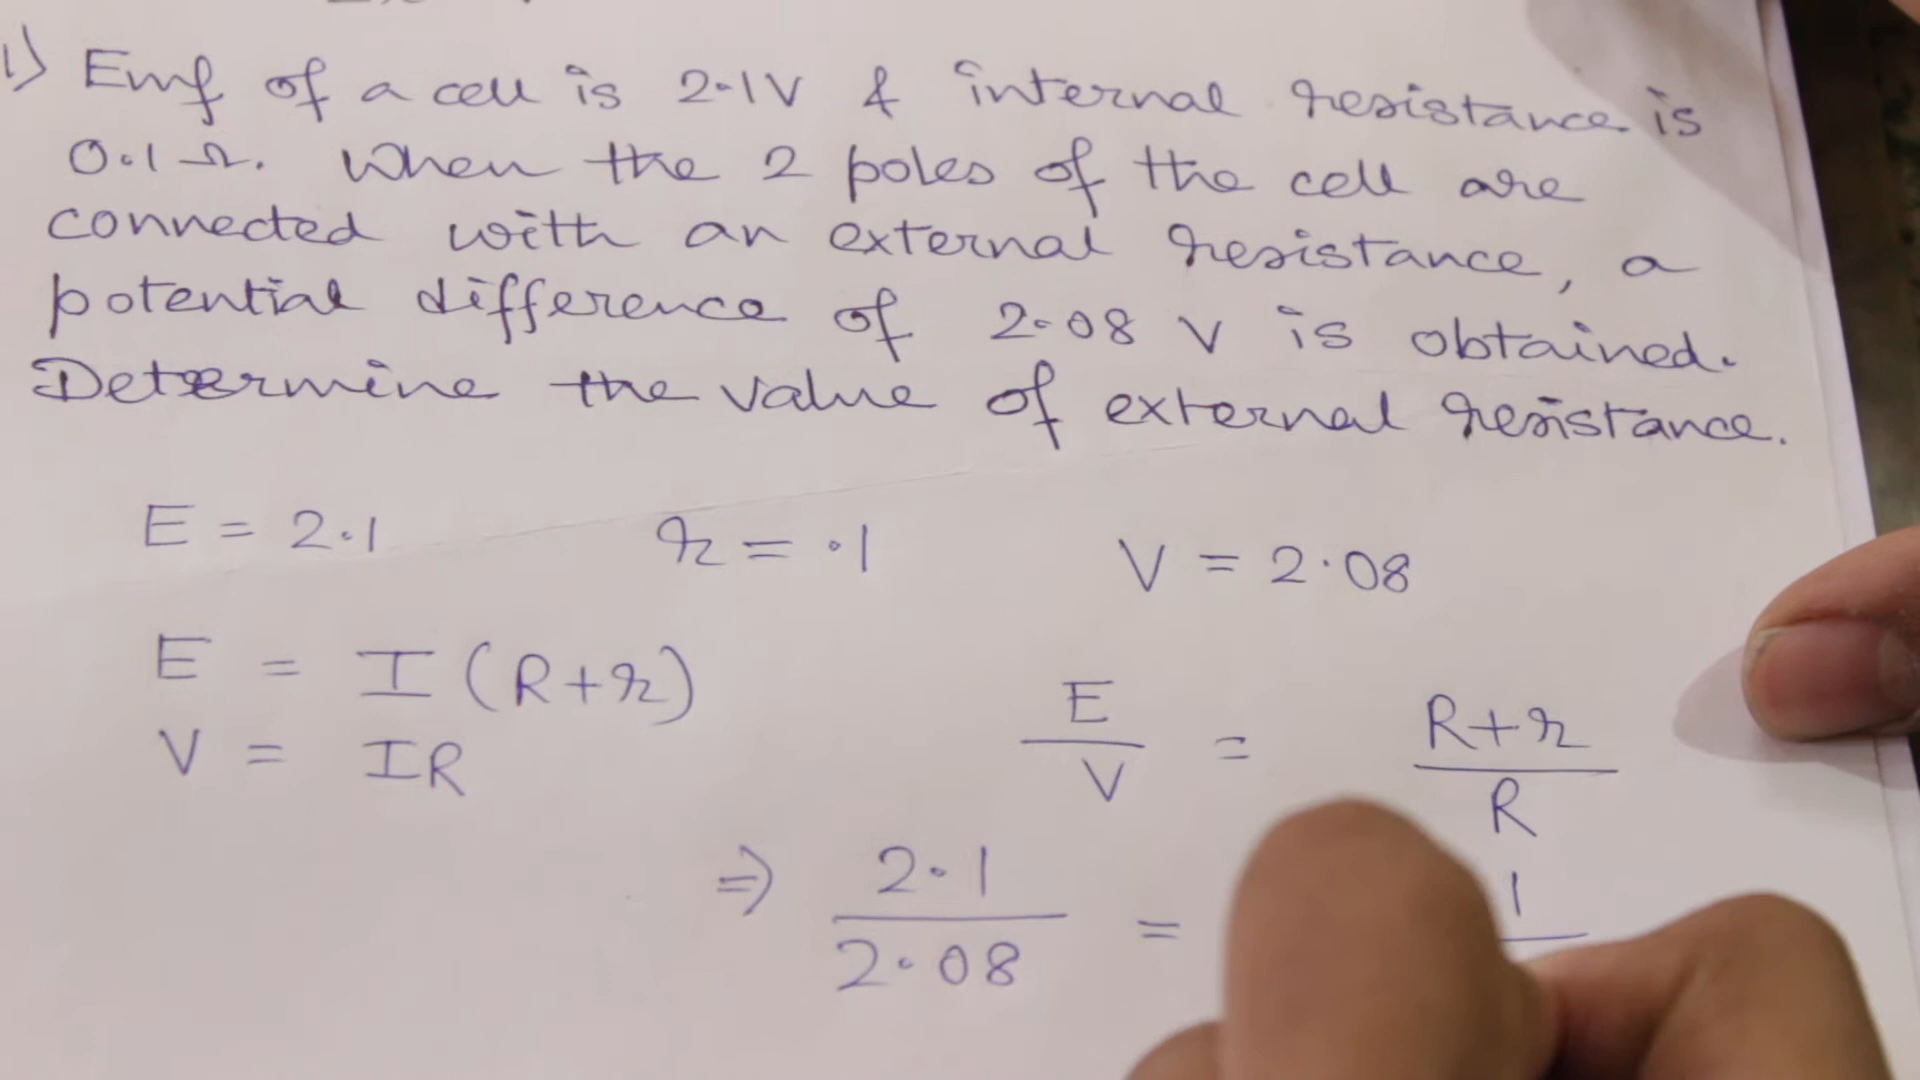 1) Emf of a cell is 2.1V & internal resistance is
0.1Ω. When the 2 poles of the cell are
connected with an external resistance, a
potential difference of 2.08 V is obtained.
Determine the value of external resistance.
E = 2.1 r = .1 V = 2.08
E = I (R+r)
V = IR
E/V = R+r/R
⇒ 2.1/2.08 = 1